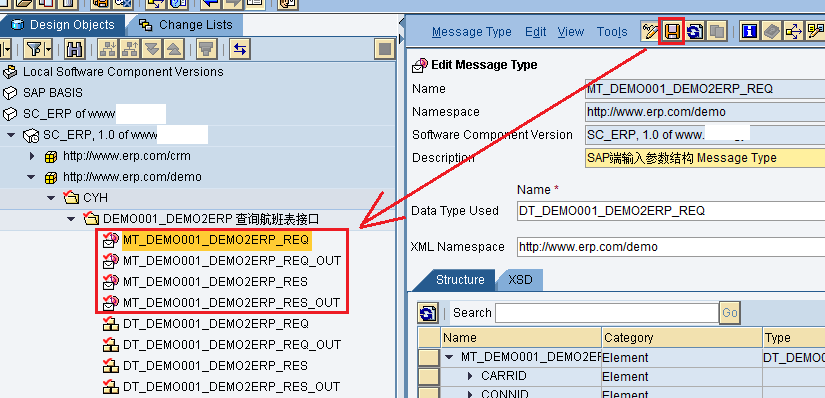 Design Objects
Change Lists
Local Software Component Versions
SAP BASIS
SC_ERP of www
SC_ERP, 1.0 of www
http://www.erp.com/crm
http://www.erp.com/demo
CYH
DEMO001_DEMO2ERP 查询航班表接口
MT_DEMO001_DEMO2ERP_REQ
MT_DEMO001_DEMO2ERP_REQ_OUT
MT_DEMO001_DEMO2ERP_RES
MT_DEMO001_DEMO2ERP_RES_OUT
DT_DEMO001_DEMO2ERP_REQ
DT_DEMO001_DEMO2ERP_REQ_OUT
DT_DEMO001_DEMO2ERP_RES
DT_DEMO001_DEMO2ERP_RES_OUT
Message Type Edit View Tools
Edit Message Type
Name MT_DEMO001_DEMO2ERP_REQ
Namespace http://www.erp.com/demo
Software Component Version SC_ERP, 1.0 of www.
Description SAP端输入参数结构 Message Type
Name *
Data Type Used DT_DEMO001_DEMO2ERP_REQ
XML Namespace http://www.erp.com/demo
Structure XSD
Search Go
Name Category Type
MT_DEMO001_DEMO2EF Element DT_DEMO
CARRID Element
CONNID Element